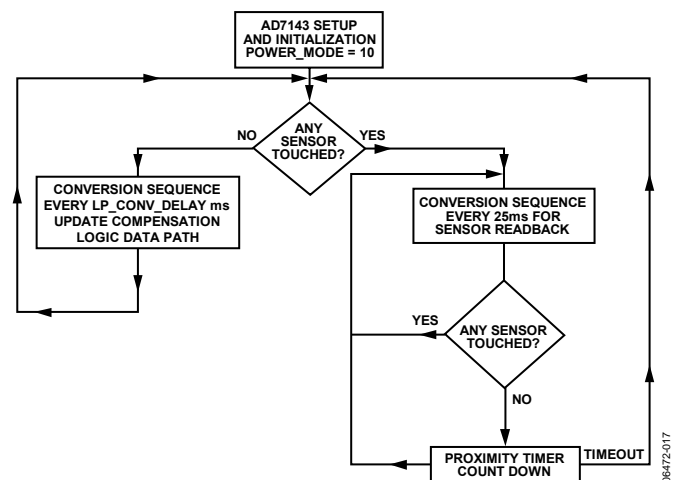 AD7143 SETUP
AND INITIALIZATION
POWER_MODE = 10
ANY
SENSOR
TOUCHED?
NO
YES
CONVERSION SEQUENCE
EVERY LP_CONV_DELAY ms
UPDATE COMPENSATION
LOGIC DATA PATH
CONVERSION SEQUENCE
EVERY 25ms FOR
SENSOR READBACK
YES
ANY SENSOR
TOUCHED?
NO
PROXIMITY TIMER
COUNT DOWN
TIMEOUT
06472-017